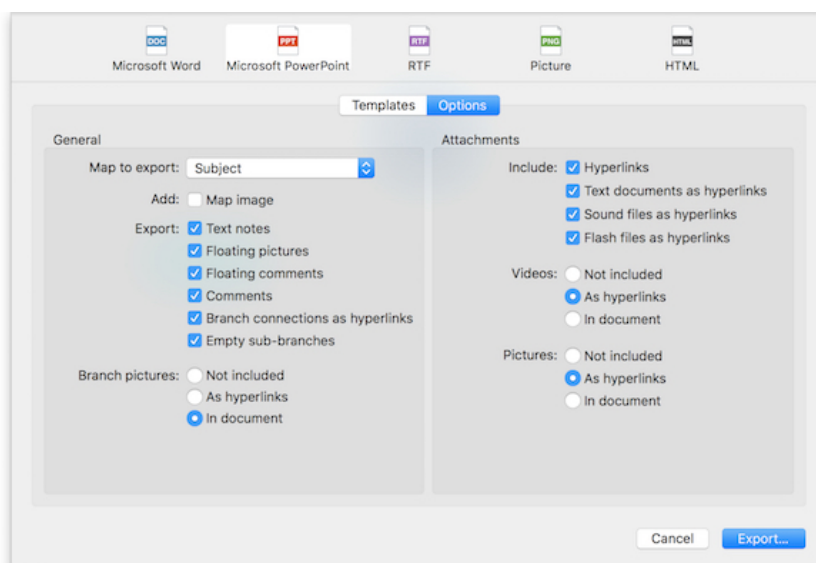 DOC PPT RTF PNG HTML
Microsoft Word Microsoft PowerPoint RTF Picture HTML
Templates Options
General
Map to export: Subject
Add: Map image
Export: Text notes
Floating pictures
Floating comments
Comments
Branch connections as hyperlinks
Empty sub-branches
Branch pictures: Not included
As hyperlinks
In document
Attachments
Include: Hyperlinks
Text documents as hyperlinks
Sound files as hyperlinks
Flash files as hyperlinks
Videos: Not included
As hyperlinks
In document
Pictures: Not included
As hyperlinks
In document
Cancel Export...